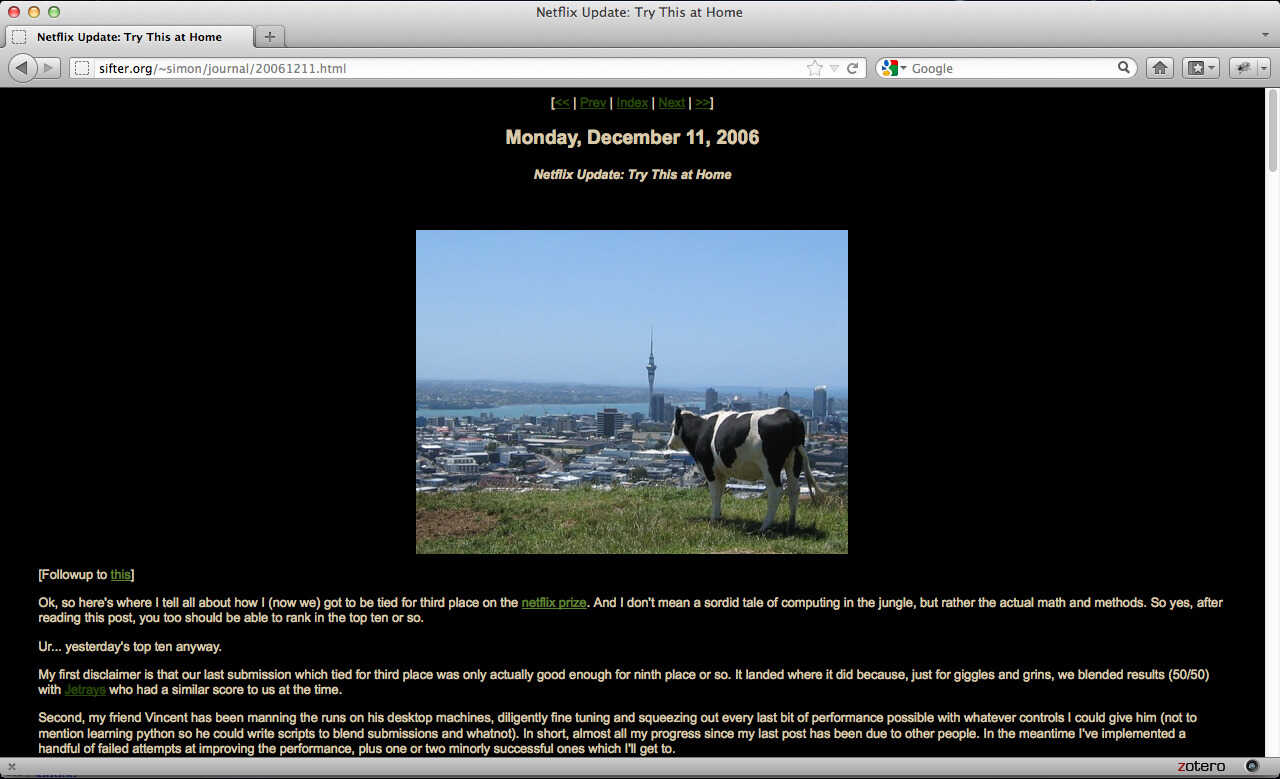 Netflix Update: Try This at Home
Netflix Update: Try This at Home
sifter.org/~simon/journal/20061211.html
Google
[<< | Prev | Index | Next | >>]
Monday, December 11, 2006
Netflix Update: Try This at Home
[Followup to this]
Ok, so here's where I tell all about how I (now we) got to be tied for third place on the netflix prize. And I don't mean a sordid tale of computing in the jungle, but rather the actual math and methods. So yes, after
reading this post, you too should be able to rank in the top ten or so.
Ur... yesterday's top ten anyway.
My first disclaimer is that our last submission which tied for third place was only actually good enough for ninth place or so. It landed where it did because, just for giggles and grins, we blended results (50/50)
with Jetrays who had a similar score to us at the time.
Second, my friend Vincent has been manning the runs on his desktop machines, diligently fine tuning and squeezing out every last bit of performance possible with whatever controls I could give him (not to
mention learning python so he could write scripts to blend submissions and whatnot). In short, almost all my progress since my last post has been due to other people. In the meantime I've implemented a
handful of failed attempts at improving the performance, plus one or two minorly successful ones which I'll get to.
zotero